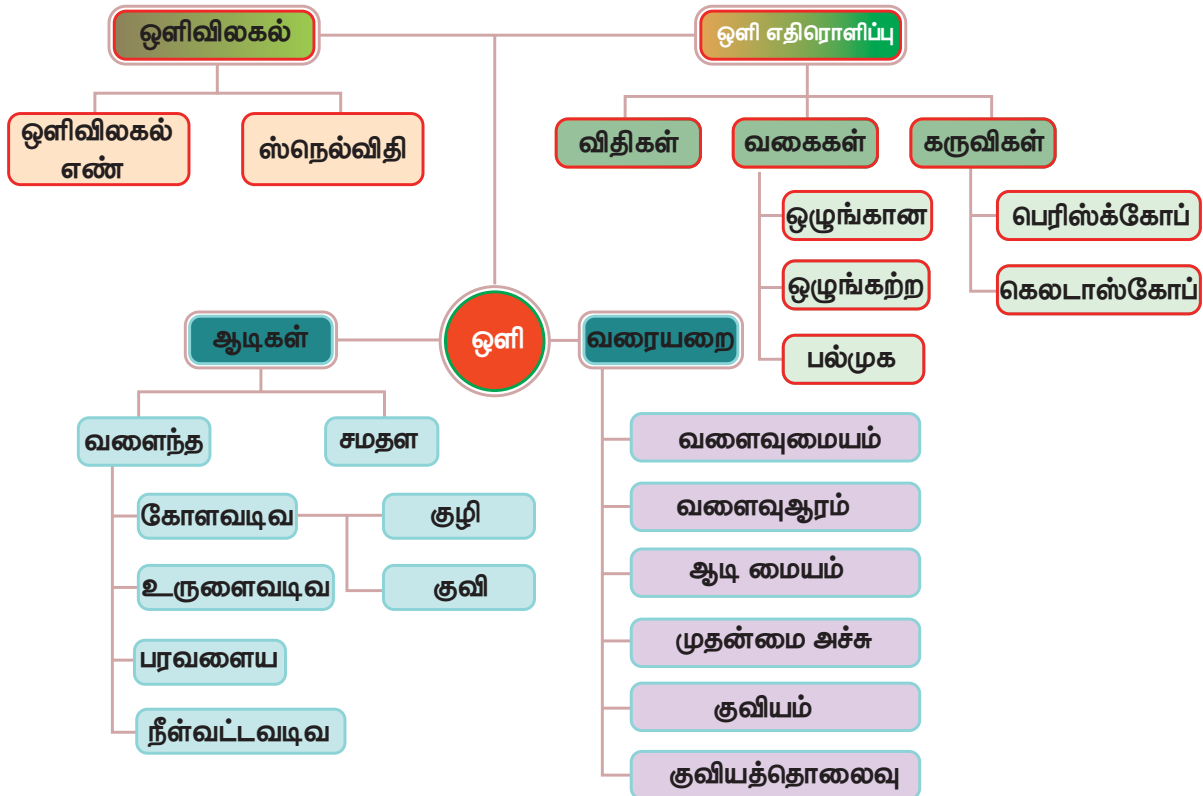 ஒளிவிலகல்
ஒளி எதிரொளிப்பு
ஒளிவிலகல்
எண்
ஸ்நெல்விதி
விதிகள்
வகைகள்
கருவிகள்
ஒழுங்கான
ஒழுங்கற்ற
பல்முக
பெரிஸ்க்கோப்
கெலடாஸ்கோப்
ஒளி
ஆடிகள்
வரையறை
வளைந்த
சமதள
கோளவடிவ
குழி
குவி
உருளைவடிவ
பரவளைய
நீள்வட்டவடிவ
வளைவுமையம்
வளைவுஆரம்
ஆடி மையம்
முதன்மை அச்சு
குவியம்
குவியத்தொலைவு